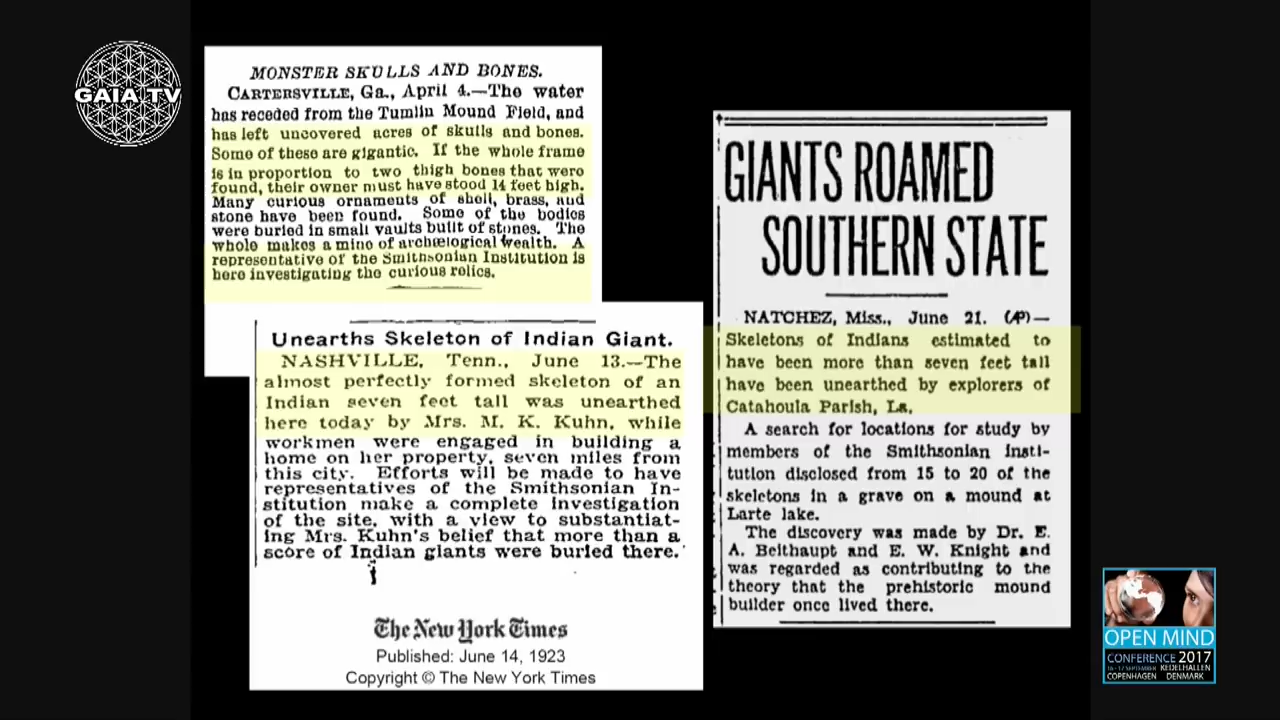 GAIA TV
MONSTER SKULLS AND BONES.
CARTERSVILLE, Ga., April 4.—The water
has receded from the Tumlin Mound Field, and
has left uncovered acres of skulls and bones.
Some of these are gigantic. If the whole frame
is in proportion to two thigh bones that were
found, their owner must have stood 14 feet high.
Many curious ornaments of shell, brass, and
stone have been found. Some of the bodies
were buried in small vaults built of stones. The
whole makes a mine of archæological wealth. A
representative of the Smithsonian Institution is
here investigating the curious relics.
Unearths Skeleton of Indian Giant.
NASHVILLE, Tenn., June 13.—The
almost perfectly formed skeleton of an
Indian seven feet tall was unearthed
here today by Mrs. M. K. Kuhn, while
workmen were engaged in building a
home on her property, seven miles from
this city. Efforts will be made to have
representatives of the Smithsonian In-
stitution make a complete investigation
of the site, with a view to substantiat-
ing Mrs. Kuhn's belief that more than a
score of Indian giants were buried there.
The New York Times
Published: June 14, 1923
Copyright © The New York Times
GIANTS ROAMED
SOUTHERN STATE
NATCHEZ, Miss., June 21. (AP)—
Skeletons of Indians estimated to
have been more than seven feet tall
have been unearthed by explorers of
Catahoula Parish, La.
A search for locations for study by
members of the Smithsonian Insti-
tution disclosed from 15 to 20 of the
skeletons in a grave on a mound at
Larte lake.
The discovery was made by Dr. E.
A. Beithaupt and E. W. Knight and
was regarded as contributing to the
theory that the prehistoric mound
builder once lived there.
OPEN MIND
CONFERENCE 2017
16 - 17 SEPTEMBER KEDELHALLEN
COPENHAGEN DENMARK